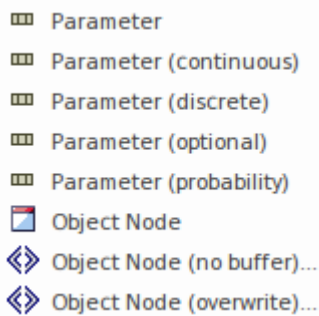 Parameter
Parameter (continuous)
Parameter (discrete)
Parameter (optional)
Parameter (probability)
Object Node
Object Node (no buffer)...
Object Node (overwrite)...